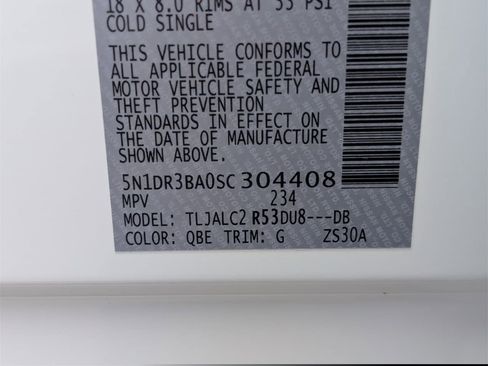 18 X 8.0 RIMS AT 35 PSI
COLD SINGLE
THIS VEHICLE CONFORMS TO
ALL APPLICABLE FEDERAL
MOTOR VEHICLE SAFETY AND
THEFT PREVENTION
STANDARDS IN EFFECT ON
THE DATE OF MANUFACTURE
SHOWN ABOVE.
5N1DR3BA0SC304408
MPV 234
MODEL: TLJALC2 R53DU8---DB
COLOR: QBE TRIM: G ZS30A